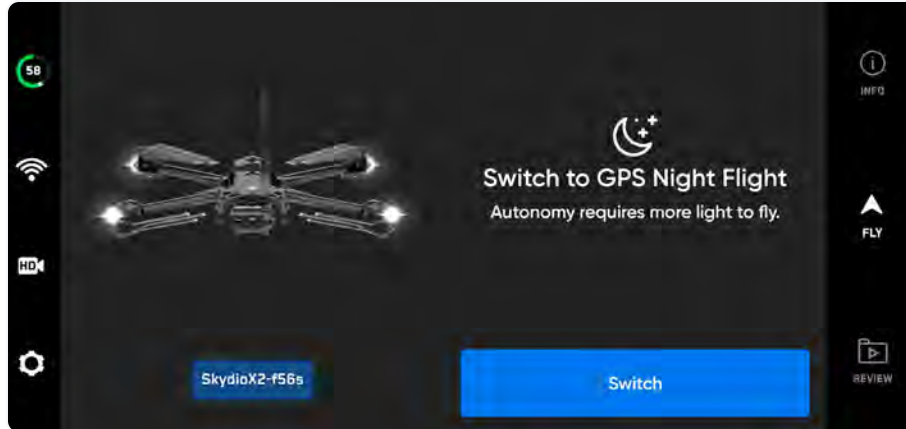 58
INFO
Switch to GPS Night Flight
Autonomy requires more light to fly.
FLY
HD
SkydioX2-f56s
Switch
REVIEW